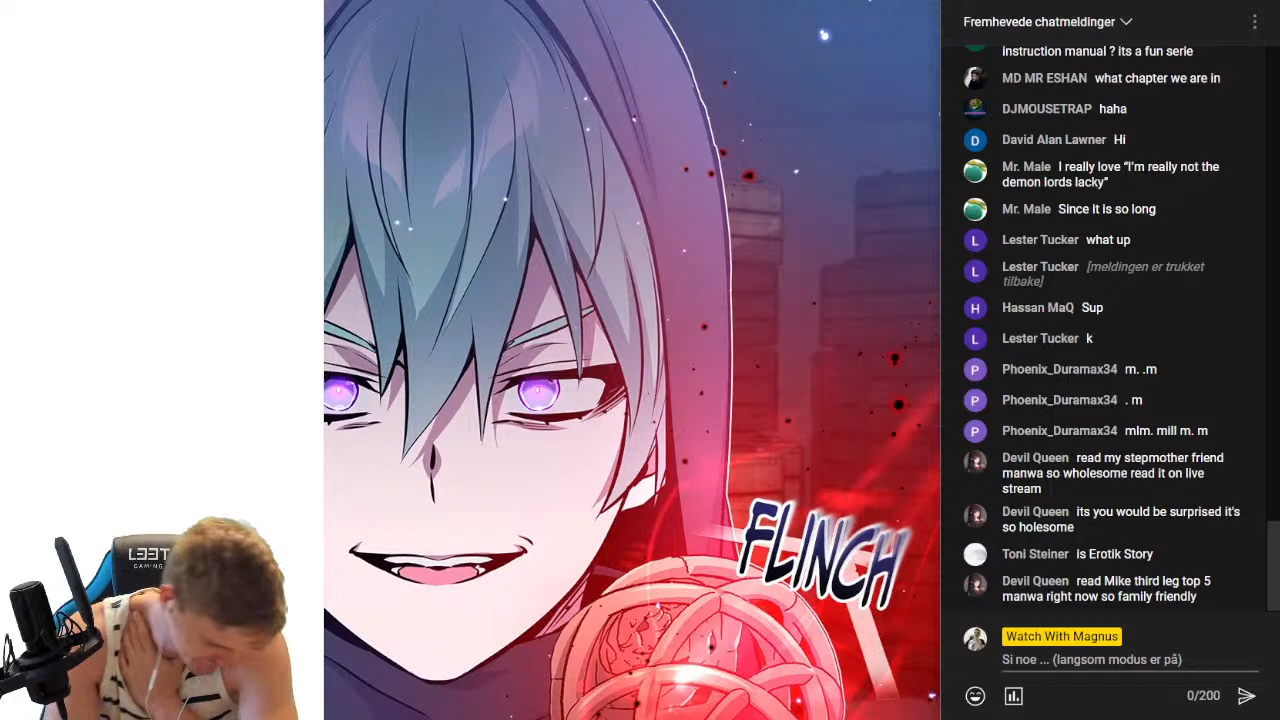 Fremhevede chatmeldinger
instruction manual ? its a fun serie
MD MR ESHAN what chapter we are in
DJMOUSETRAP haha
D David Alan Lawner Hi
Mr. Male I really love “I’m really not the
demon lords lacky”
Mr. Male Since it is so long
L Lester Tucker what up
L Lester Tucker [meldingen er trukket
tilbake]
H Hassan MaQ Sup
L Lester Tucker k
P Phoenix_Duramax34 m. .m
P Phoenix_Duramax34 . m
P Phoenix_Duramax34 mlm. mill m. m
Devil Queen read my stepmother friend
manwa so wholesome read it on live
stream
Devil Queen its you would be surprised it's
so holesome
Toni Steiner is Erotik Story
Devil Queen read Mike third leg top 5
manwa right now so family friendly
Watch With Magnus
Si noe ... (langsom modus er på)
0/200
FLINCH
L33T
GAMING